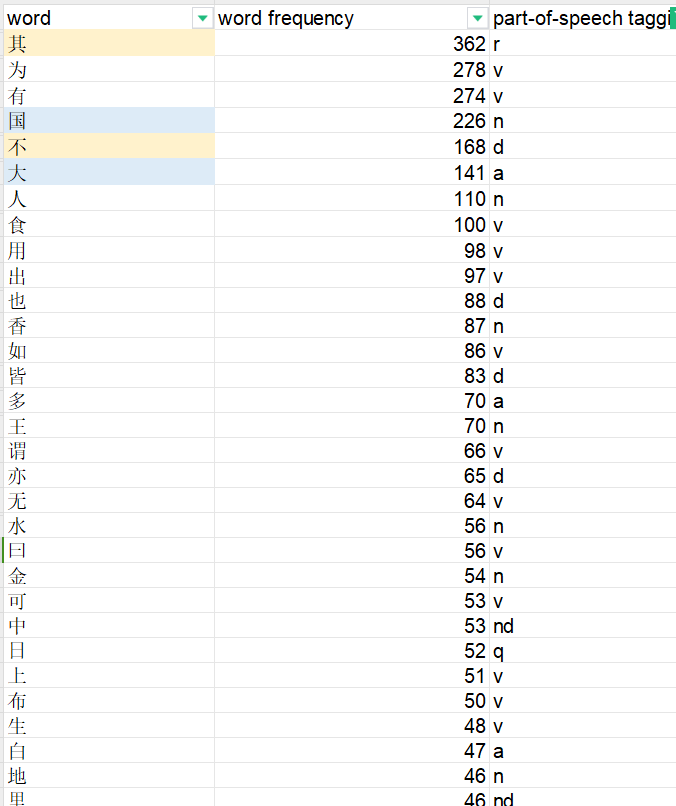 word word frequency part-of-speech taggi
其 362 r
为 278 v
有 274 v
国 226 n
不 168 d
大 141 a
人 110 n
食 100 v
用 98 v
出 97 v
也 88 d
香 87 n
如 86 v
皆 83 d
多 70 a
王 70 n
谓 66 v
亦 65 d
无 64 v
水 56 n
曰 56 v
金 54 n
可 53 v
中 53 nd
日 52 q
上 51 v
布 50 v
生 48 v
白 47 a
地 46 n
46 nd